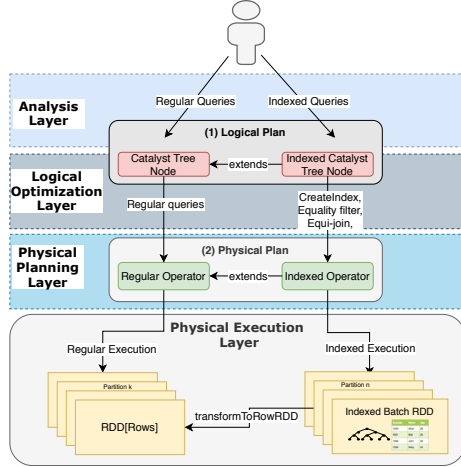 Regular Queries
Indexed Queries
Analysis
Layer
(1) Logical Plan
Catalyst Tree
Node
extends
Indexed Catalyst
Tree Node
Logical
Optimization
Layer
Regular queries
CreateIndex,
Equality filter,
Equi-join,
(2) Physical Plan
Physical
Planning
Layer
Regular Operator
extends
Indexed Operator
Physical Execution
Layer
Regular Execution
Indexed Execution
Partition k
Partition n
RDD[Rows]
transformToRowRDD
Indexed Batch RDD